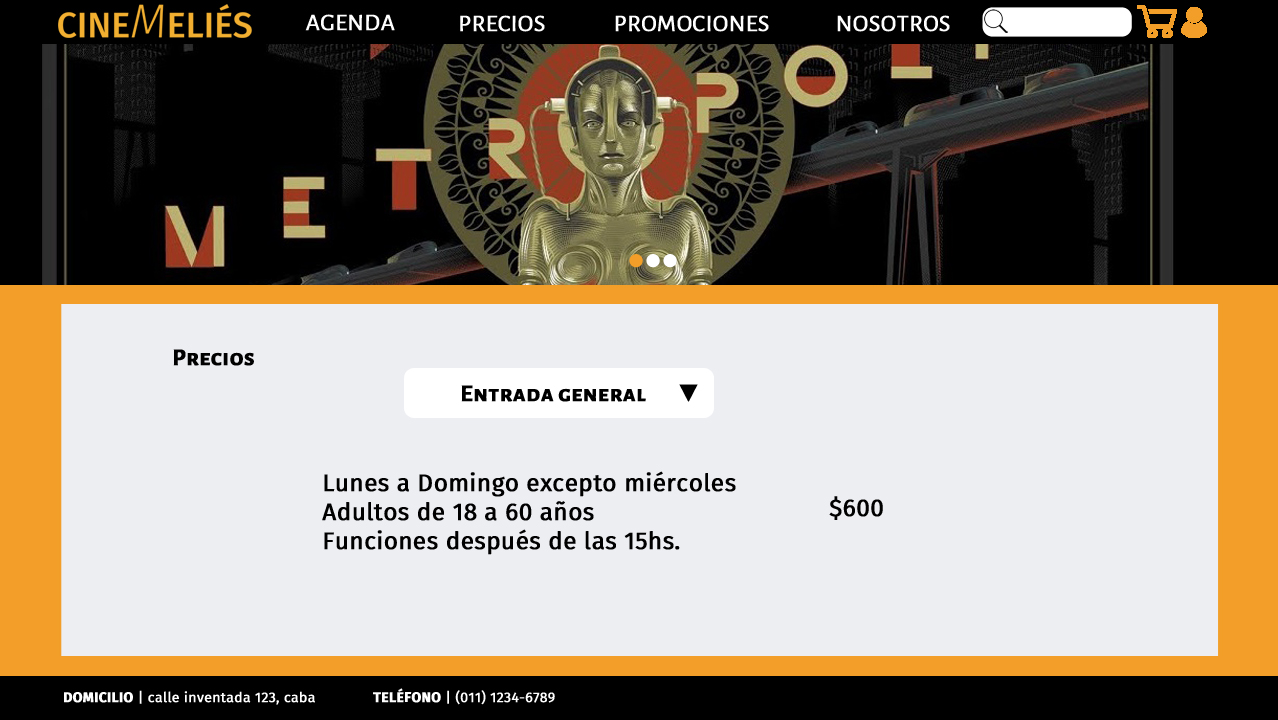 CINEMELIÉS AGENDA PRECIOS PROMOCIONES NOSOTROS
METROPOLI
Precios
Entrada general ▼
Lunes a Domingo excepto miércoles
Adultos de 18 a 60 años
Funciones después de las 15hs.
$600
DOMICILIO | calle inventada 123, caba TELÉFONO | (011) 1234-6789